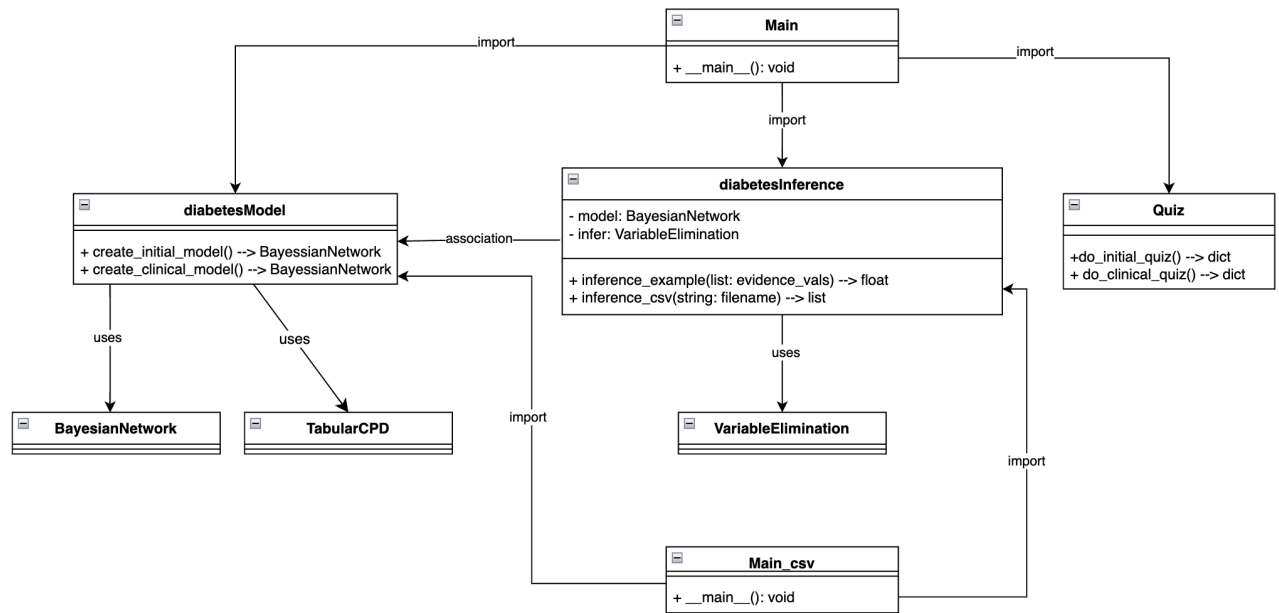 Main
+ __main__(): void
import
import
import
diabetesModel
+ create_initial_model() --> BayessianNetwork
+ create_clinical_model() --> BayessianNetwork
diabetesInference
- model: BayesianNetwork
- infer: VariableElimination
+ inference_example(list: evidence_vals) --> float
+ inference_csv(string: filename) --> list
Quiz
+do_initial_quiz() --> dict
+ do_clinical_quiz() --> dict
association
uses
uses
uses
BayesianNetwork
TabularCPD
VariableElimination
import
import
Main_csv
+ __main__(): void